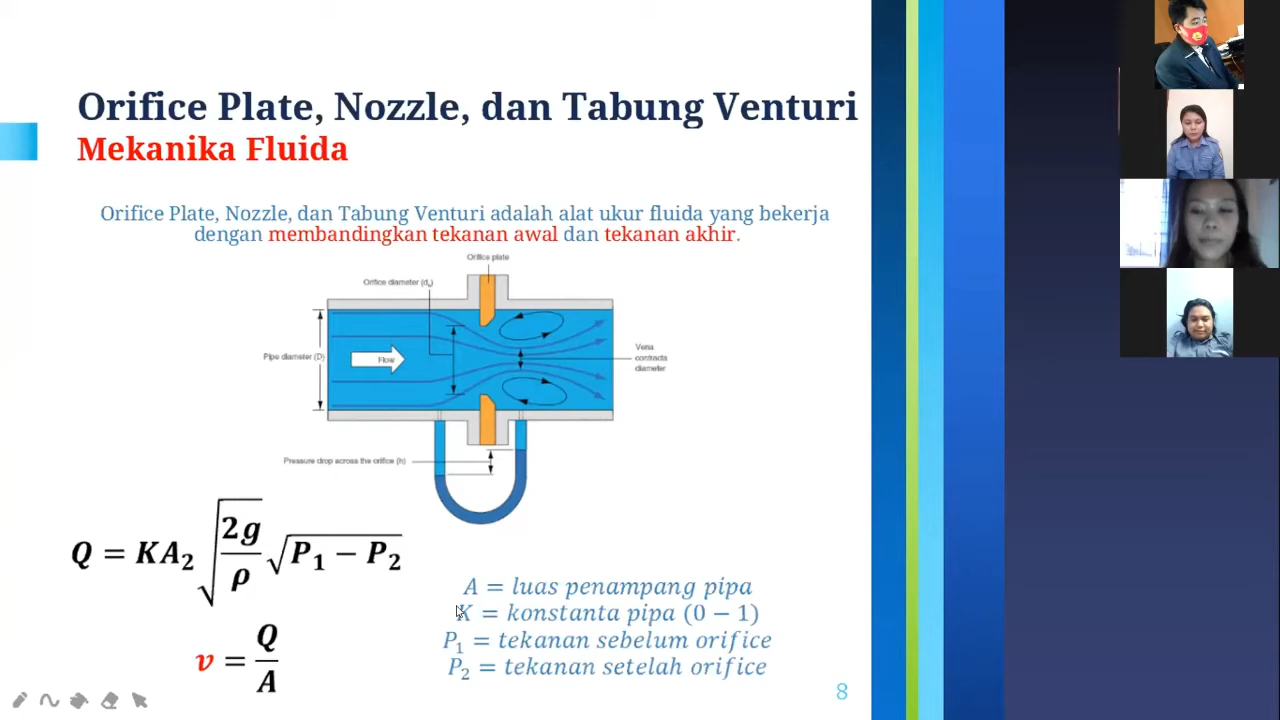 Orifice Plate, Nozzle, dan Tabung Venturi
Mekanika Fluida
Orifice Plate, Nozzle, dan Tabung Venturi adalah alat ukur fluida yang bekerja
dengan membandingkan tekanan awal dan tekanan akhir.
Orifice plate
Orifice diameter (dₒ)
Pipe diameter (D)
Flow
Vena
contracta
diameter
Pressure drop across the orifice (h)
Q = KA₂ √(2g/ρ) √(P₁ − P₂)
v = Q/A
A = luas penampang pipa
K = konstanta pipa (0 − 1)
P₁ = tekanan sebelum orifice
P₂ = tekanan setelah orifice
8